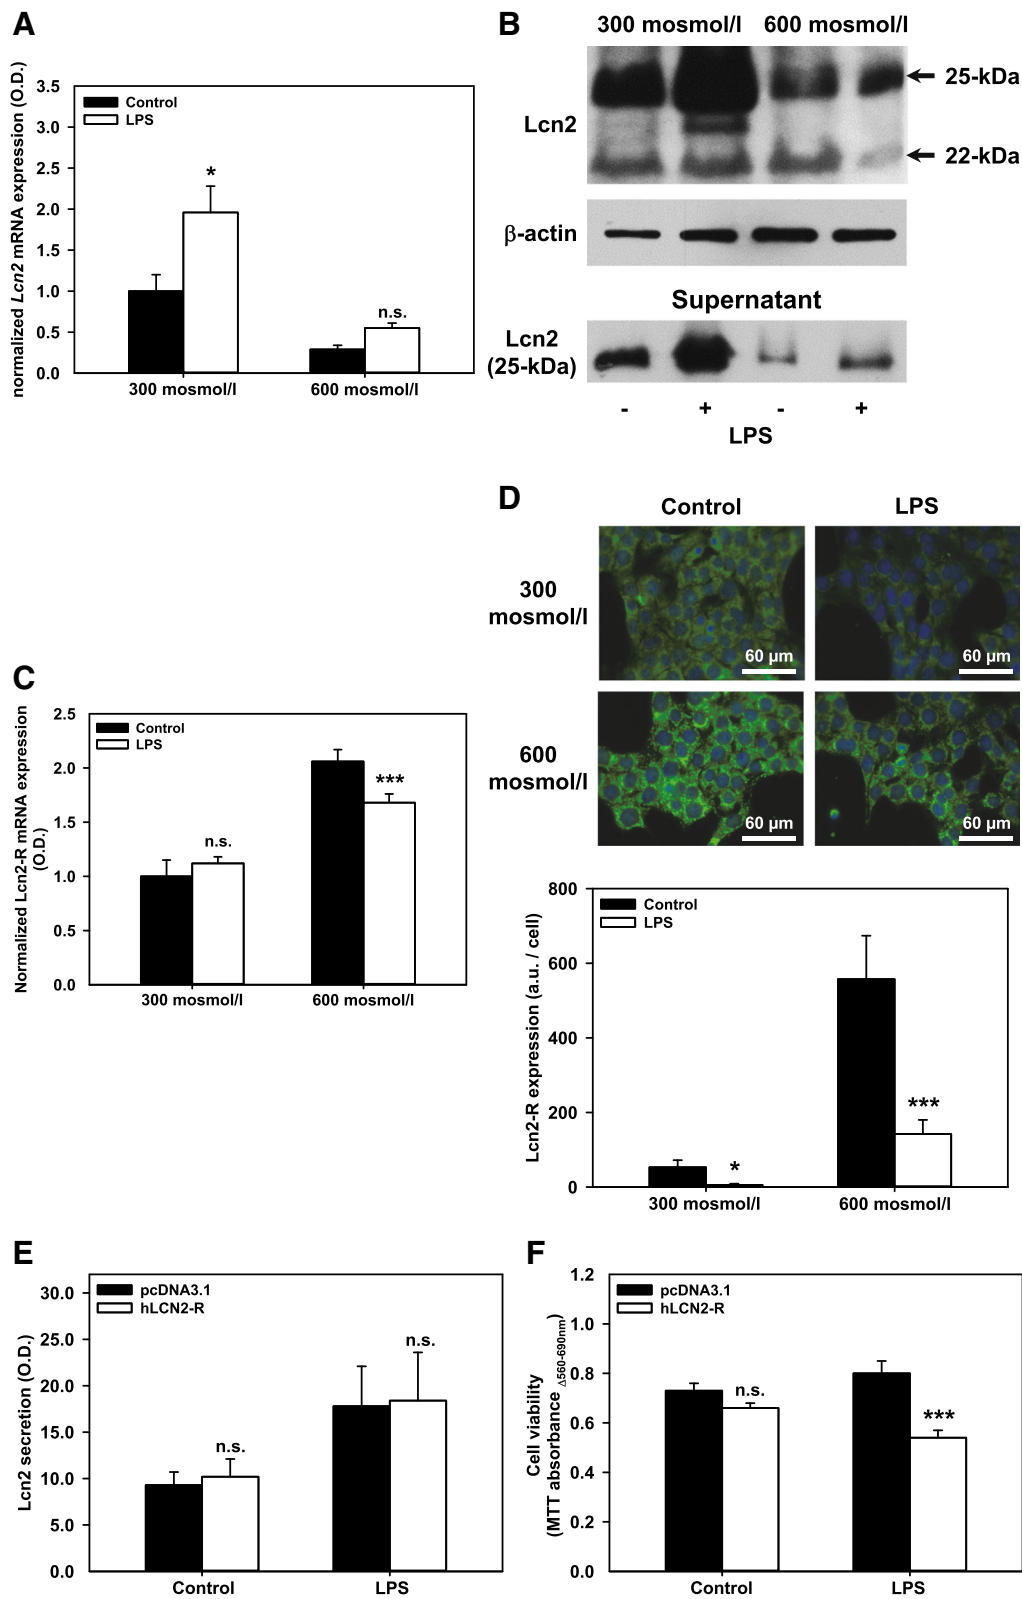 A
normalized Lcn2 mRNA expression (O.D.)
3.5
3.0
2.5
2.0
1.5
1.0
0.5
0.0
Control
LPS
*
n.s.
300 mosmol/l
600 mosmol/l
B
300 mosmol/l 600 mosmol/l
Lcn2
25-kDa
22-kDa
β-actin
Supernatant
Lcn2
(25-kDa)
- + - +
LPS
C
Normalized Lcn2-R mRNA expression
(O.D.)
2.5
2.0
1.5
1.0
0.5
0.0
Control
LPS
n.s.
***
300 mosmol/l
600 mosmol/l
D
Control
LPS
300
mosmol/l
60 µm
60 µm
600
mosmol/l
60 µm
60 µm
Lcn2-R expression (a.u. / cell)
800
600
400
200
0
Control
LPS
*
***
300 mosmol/l
600 mosmol/l
E
Lcn2 secretion (O.D.)
30.0
25.0
20.0
15.0
10.0
5.0
0.0
pcDNA3.1
hLCN2-R
n.s.
n.s.
Control
LPS
F
Cell viability
(MTT absorbance Δ560-690nm)
1.2
1.0
0.8
0.6
0.4
0.2
0.0
pcDNA3.1
hLCN2-R
n.s.
***
Control
LPS